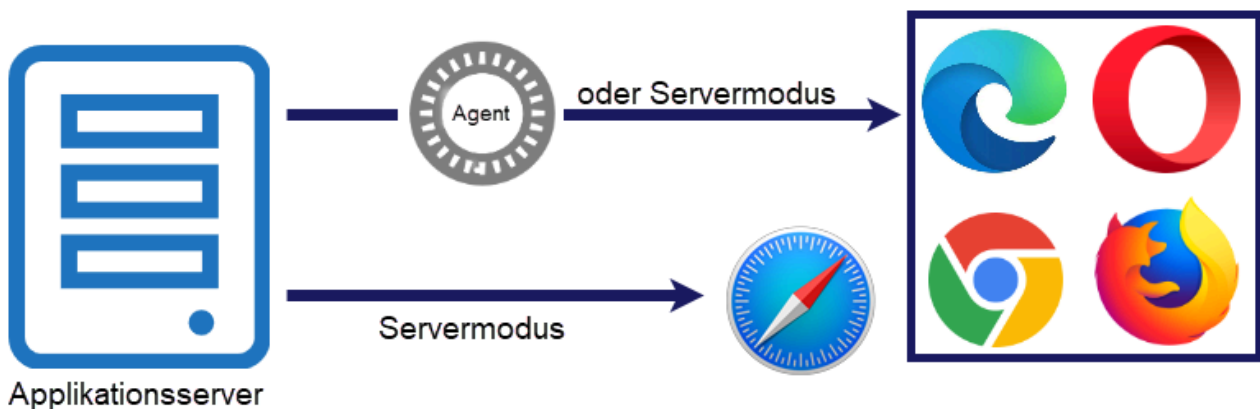 Agent
oder Servermodus
Servermodus
Applikationsserver